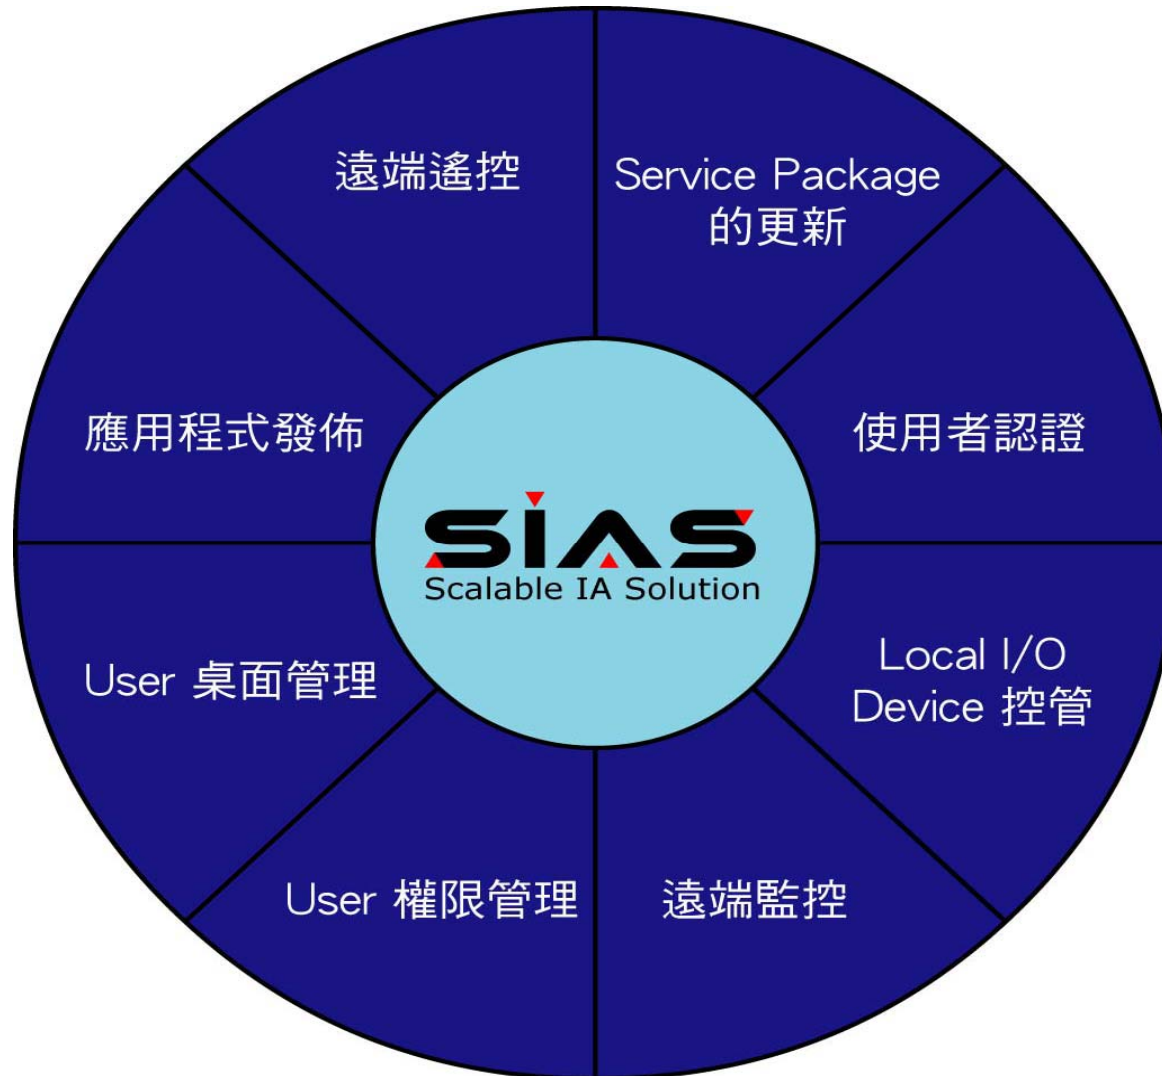 遠端遙控
Service Package
的更新
應用程式發佈
使用者認證
SiAS
Scalable IA Solution
User 桌面管理
Local I/O
Device 控管
User 權限管理
遠端監控